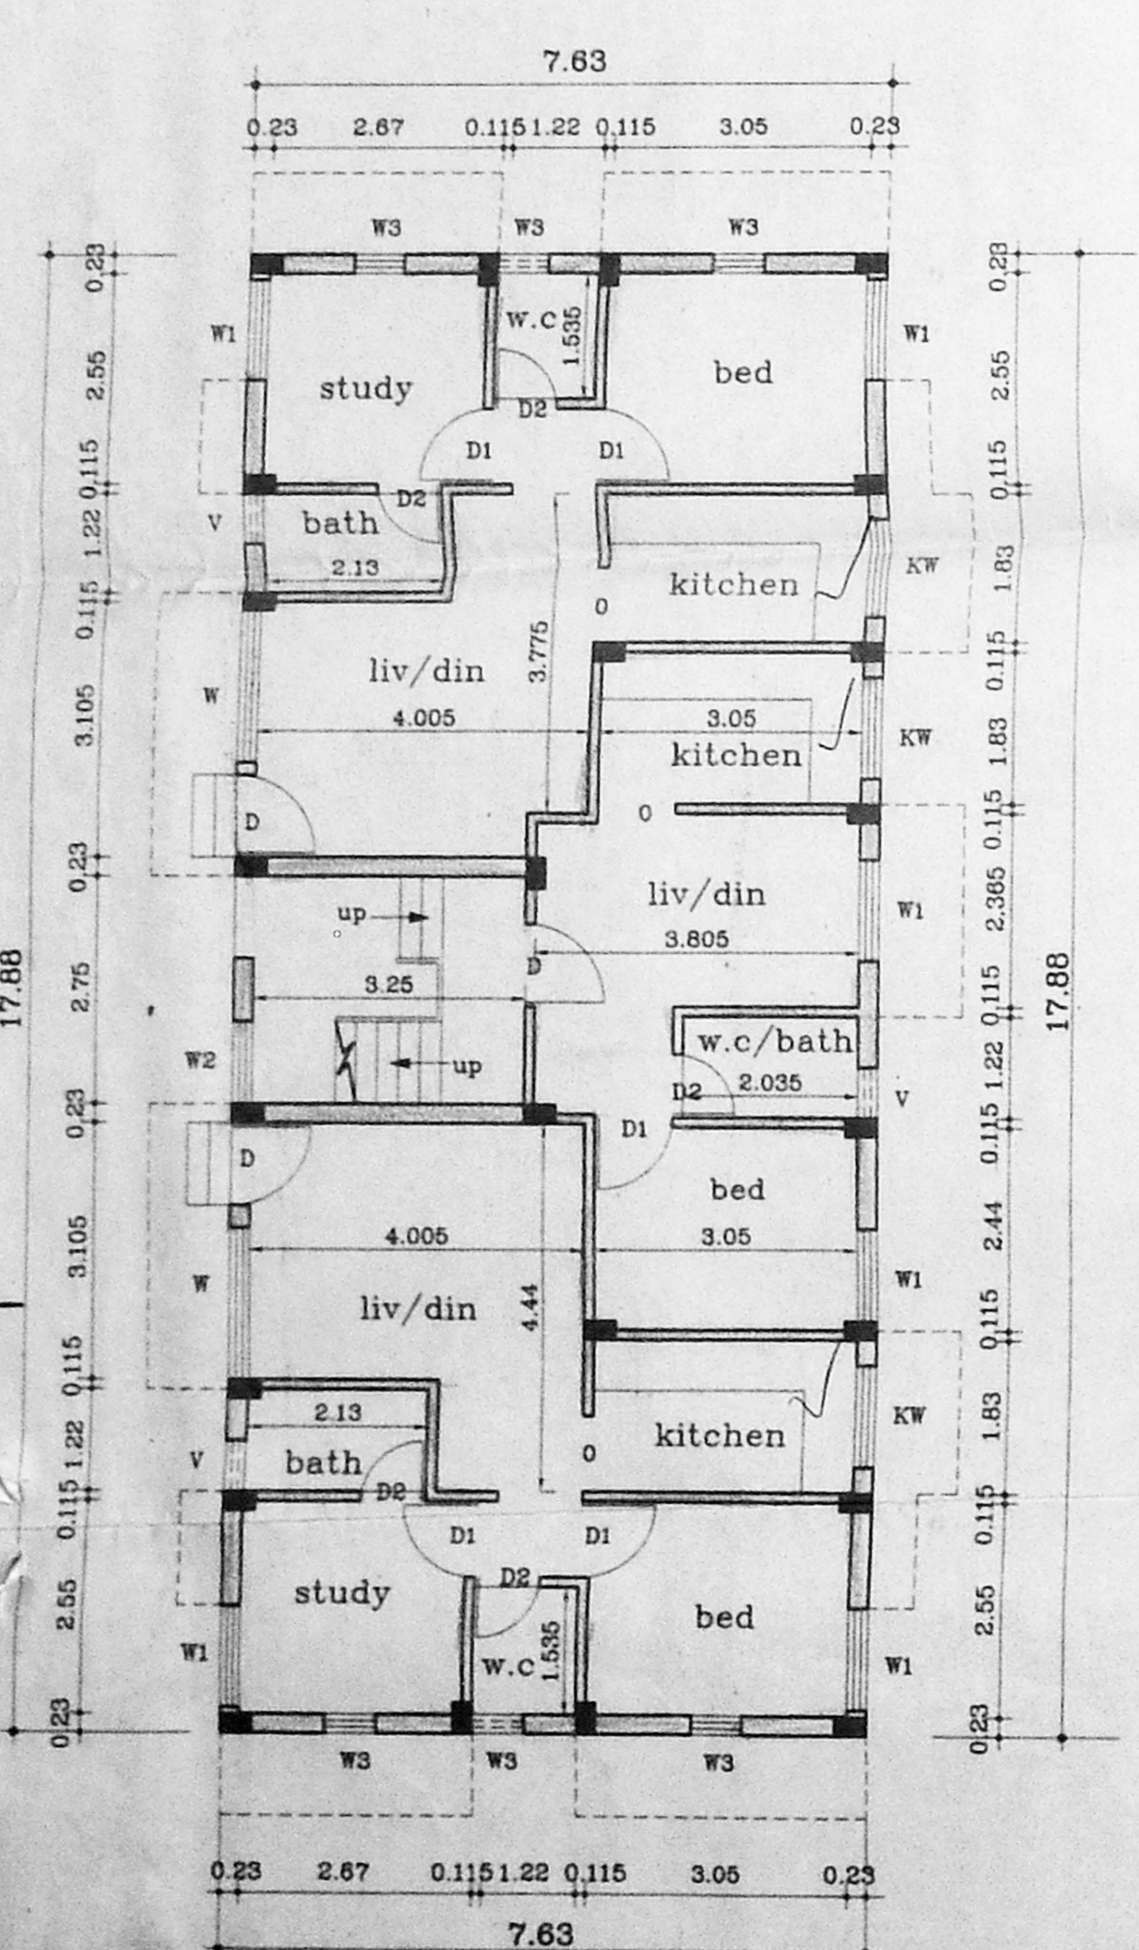 7.63
0.23 2.67 0.115 1.22 0.115 3.05 0.23
W3 W3 W3
0.23 0.23
W1 w.c 1.535 W1
2.55 study bed 2.55
D2
D1 D1
0.115 0.115
D2
V bath
1.22 2.13 kitchen KW 1.83
O
0.115 3.775 0.115
liv/din
W 4.005 3.05
3.105 kitchen KW 1.83
D O 0.115
0.23
liv/din W1 2.385
up
3.805
17.88 D 17.88
2.75 3.25 0.115
w.c/bath
W2 up D2 2.035 V 1.22
0.23 D1 0.115
D
bed
4.005 3.05 2.44
3.105 W W1
liv/din 4.44
0.115 0.115
2.13 KW
1.22 V bath O kitchen 1.83
D2
0.115 D1 D1 0.115
D2
2.55 study bed 2.55
W1 w.c 1.535 W1
0.23 0.23
W3 W3 W3
0.23 2.67 0.115 1.22 0.115 3.05 0.23
7.63